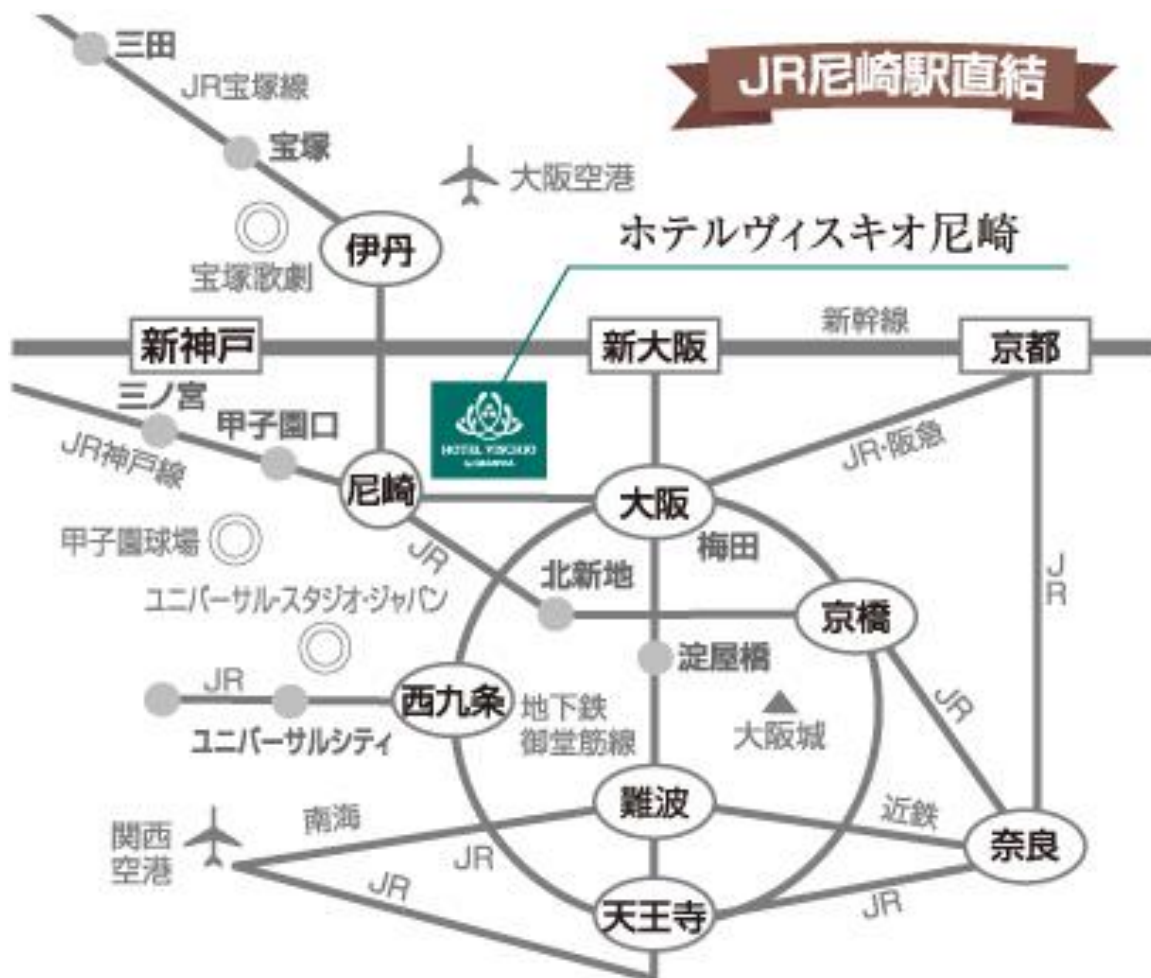 三田
JR尼崎駅直結
JR宝塚線
宝塚
大阪空港
ホテルヴィスキオ尼崎
伊丹
宝塚歌劇
新幹線
新神戸
新大阪
京都
三ノ宮
甲子園口
JR神戸線
HOTEL VISCHIO
JR・阪急
尼崎
大阪
甲子園球場
JR
梅田
北新地
JR
ユニバーサル・スタジオ・ジャパン
京橋
淀屋橋
JR
西九条
地下鉄
御堂筋線
JR
大阪城
ユニバーサルシティ
難波
南海
近鉄
関西
空港
奈良
JR
JR
天王寺
JR